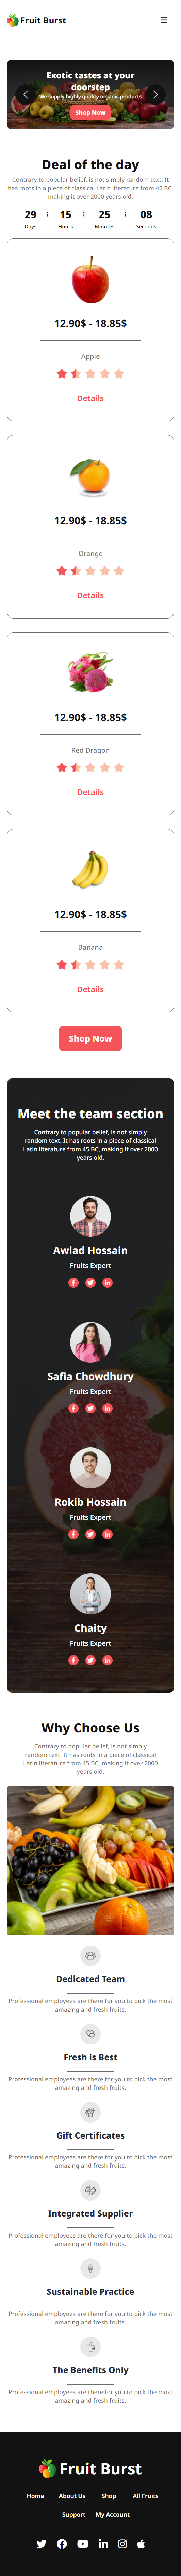 Fruit Burst
Exotic tastes at your
doorstep
We supply highly quality organic products
Shop Now
Deal of the day
Contrary to popular belief, is not simply random text. It
has roots in a piece of classical Latin literature from 45 BC,
making it over 2000 years old.
29 : 15 : 25 : 08
Days Hours Minutes Seconds
12.90$ - 18.85$
Apple
Details
12.90$ - 18.85$
Orange
Details
12.90$ - 18.85$
Red Dragon
Details
12.90$ - 18.85$
Banana
Details
Shop Now
Meet the team section
Contrary to popular belief, is not simply
random text. It has roots in a piece of classical
Latin literature from 45 BC, making it over 2000
years old.
Awlad Hossain
Fruits Expert
Safia Chowdhury
Fruits Expert
Rokib Hossain
Fruits Expert
Chaity
Fruits Expert
Why Choose Us
Contrary to popular belief, is not simply
random text. It has roots in a piece of classical
Latin literature from 45 BC, making it over 2000
years old.
Dedicated Team
Professional employees are there for you to pick the most
amazing and fresh fruits.
Fresh is Best
Professional employees are there for you to pick the most
amazing and fresh fruits.
Gift Certificates
Professional employees are there for you to pick the most
amazing and fresh fruits.
Integrated Supplier
Professional employees are there for you to pick the most
amazing and fresh fruits.
Sustainable Practice
Professional employees are there for you to pick the most
amazing and fresh fruits.
The Benefits Only
Professional employees are there for you to pick the most
amazing and fresh fruits.
Fruit Burst
Home About Us Shop All Fruits
Support My Account